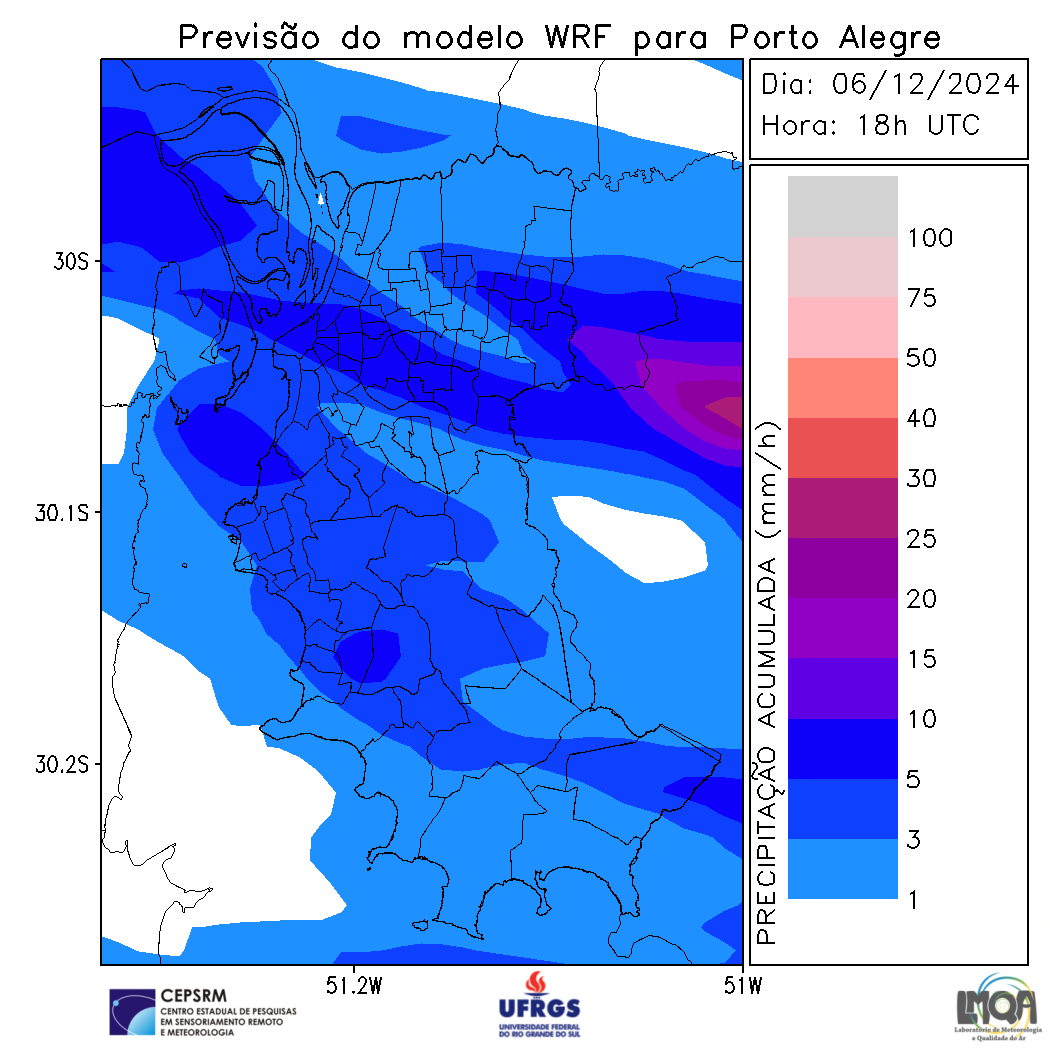 Previsão do modelo WRF para Porto Alegre
Dia: 06/12/2024
Hora: 18h UTC
30S
30.1S
30.2S
51.2W
51W
PRECIPITAÇÃO ACUMULADA (mm/h)
100
75
50
40
30
25
20
15
10
5
3
1
CEPSRM
CENTRO ESTADUAL DE PESQUISAS
EM SENSORIAMENTO REMOTO
E METEOROLOGIA
UFRGS
UNIVERSIDADE FEDERAL
DO RIO GRANDE DO SUL
LMQA
Laboratório de Meteorologia
e Qualidade do Ar